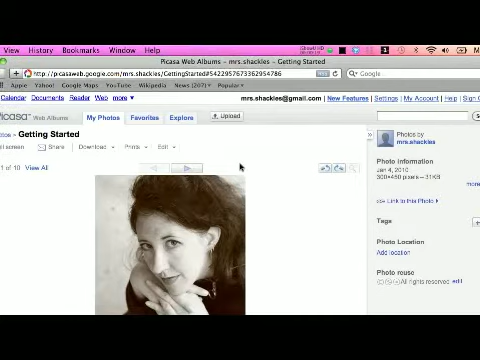 View History Bookmarks Window Help
Picasa Web Albums - mrs.shackles - Getting Started
http://picasaweb.google.com/mrs.shackles/GettingStarted#5422957673362954786
Google
Apple Yahoo! Google Maps YouTube Wikipedia News (207) Popular
Calendar Documents Reader Web more
mrs.shackles@gmail.com New Features Settings My Account Help Sign
Picasa Web Albums My Photos Favorites Explore Upload
Getting Started
Share Download Prints Edit
1 of 10 View All
Photos by
mrs.shackles
Photo information
Jan 4, 2010
300×450 pixels – 31KB
more
Link to this Photo
Tags
Photo Location
Add location
Photo reuse
All rights reserved edit